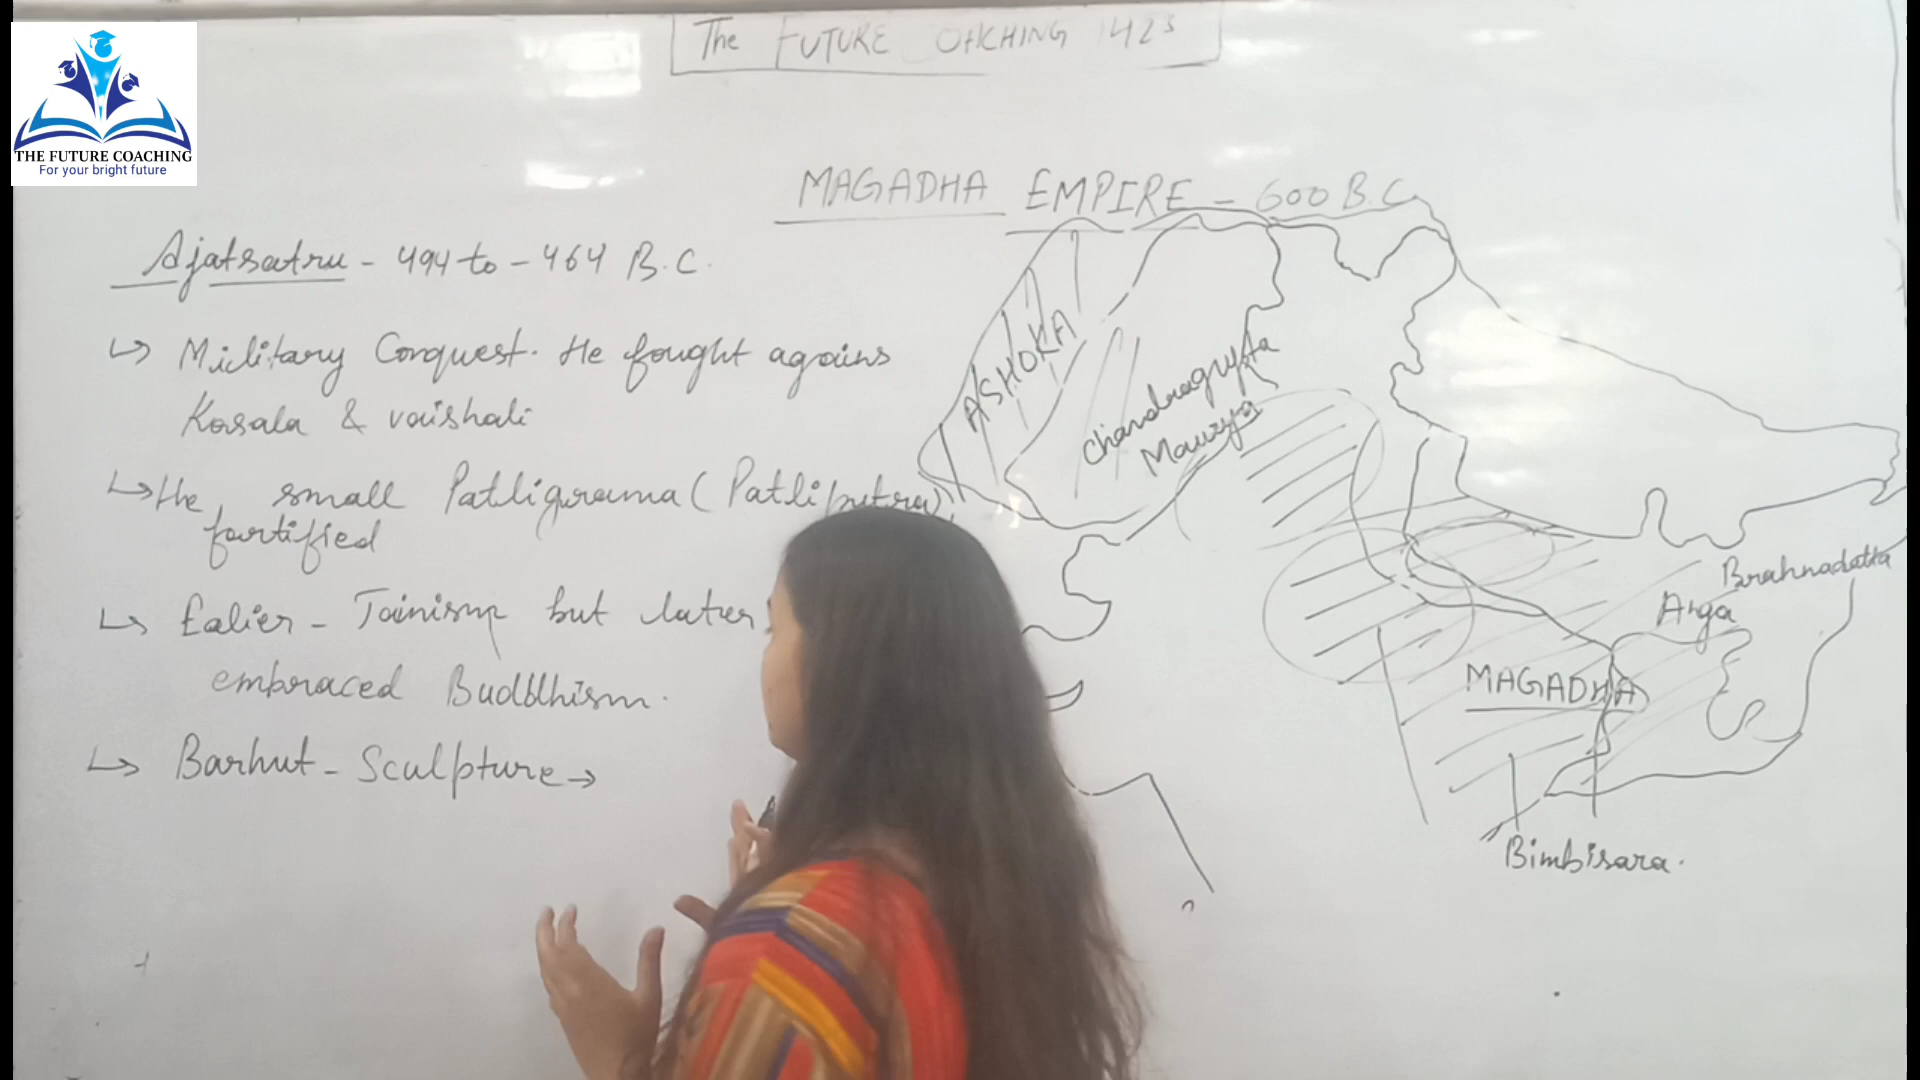 The FUTURE COACHING 1423
THE FUTURE COACHING
For your bright future
MAGADHA EMPIRE - 600 B.C.
Ajatsatru - 494 to - 464 B.C.
↳ Military Conquest. He fought agains
Kosala & vaishali
↳ He, small Patligrama (Patliputra)
fortified
↳ Ealier - Jainism but later
embraced Buddhism.
↳ Barhut - Sculpture →
ASHOKA
Chandragupta
Maurya
Brahmadatta
Anga
MAGADHA
Bimbisara.